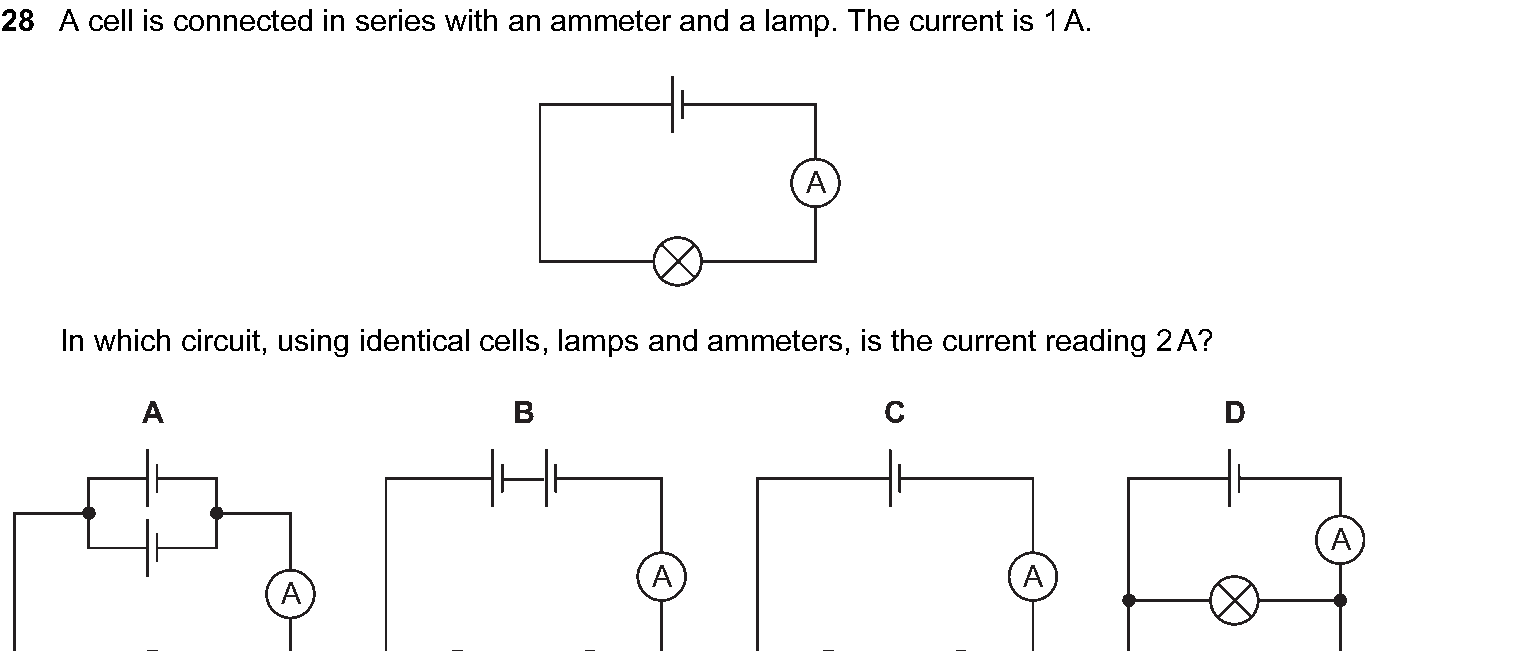 28 A cell is connected in series with an ammeter and a lamp. The current is 1 A.
A
In which circuit, using identical cells, lamps and ammeters, is the current reading 2 A?
A B C D
A
A A
A